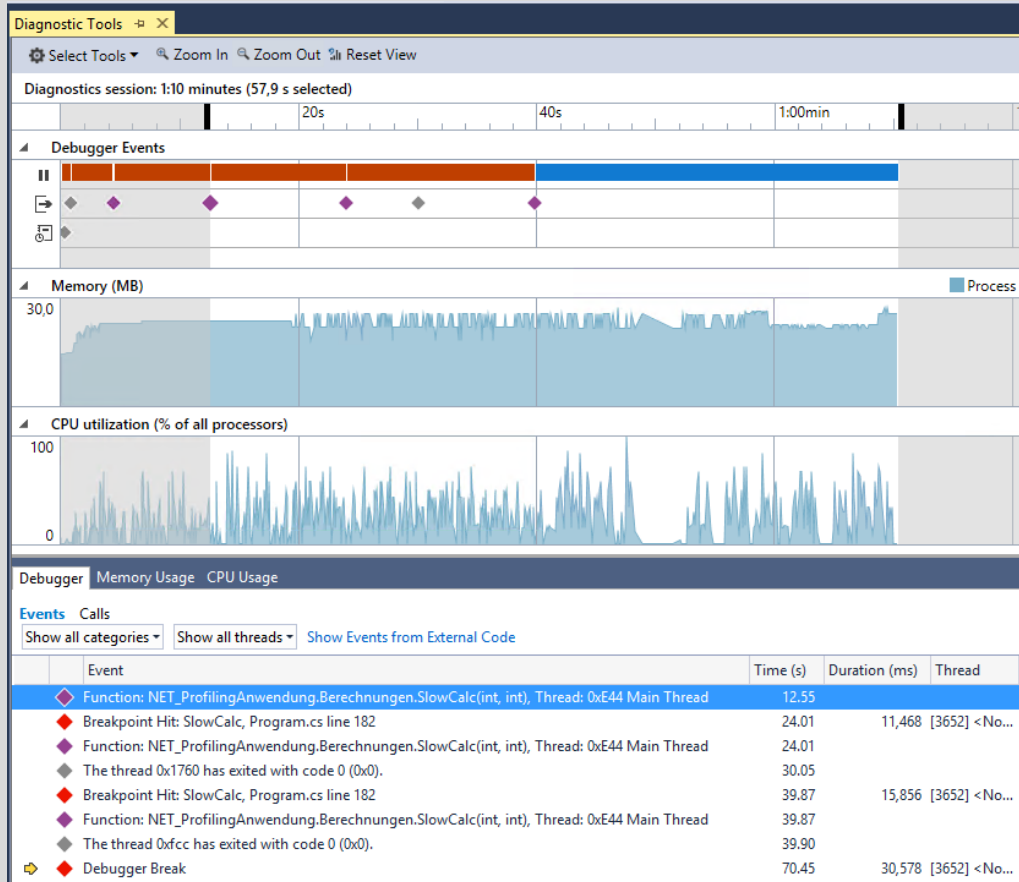 Diagnostic Tools
Select Tools Zoom In Zoom Out Reset View
Diagnostics session: 1:10 minutes (57,9 s selected)
20s 40s 1:00min
Debugger Events
Memory (MB) Process
30,0
CPU utilization (% of all processors)
100
0
Debugger Memory Usage CPU Usage
Events Calls
Show all categories Show all threads Show Events from External Code
Event Time (s) Duration (ms) Thread
Function: NET_ProfilingAnwendung.Berechnungen.SlowCalc(int, int), Thread: 0xE44 Main Thread 12.55
Breakpoint Hit: SlowCalc, Program.cs line 182 24.01 11,468 [3652] <No...
Function: NET_ProfilingAnwendung.Berechnungen.SlowCalc(int, int), Thread: 0xE44 Main Thread 24.01
The thread 0x1760 has exited with code 0 (0x0). 30.05
Breakpoint Hit: SlowCalc, Program.cs line 182 39.87 15,856 [3652] <No...
Function: NET_ProfilingAnwendung.Berechnungen.SlowCalc(int, int), Thread: 0xE44 Main Thread 39.87
The thread 0xfcc has exited with code 0 (0x0). 39.90
Debugger Break 70.45 30,578 [3652] <No...